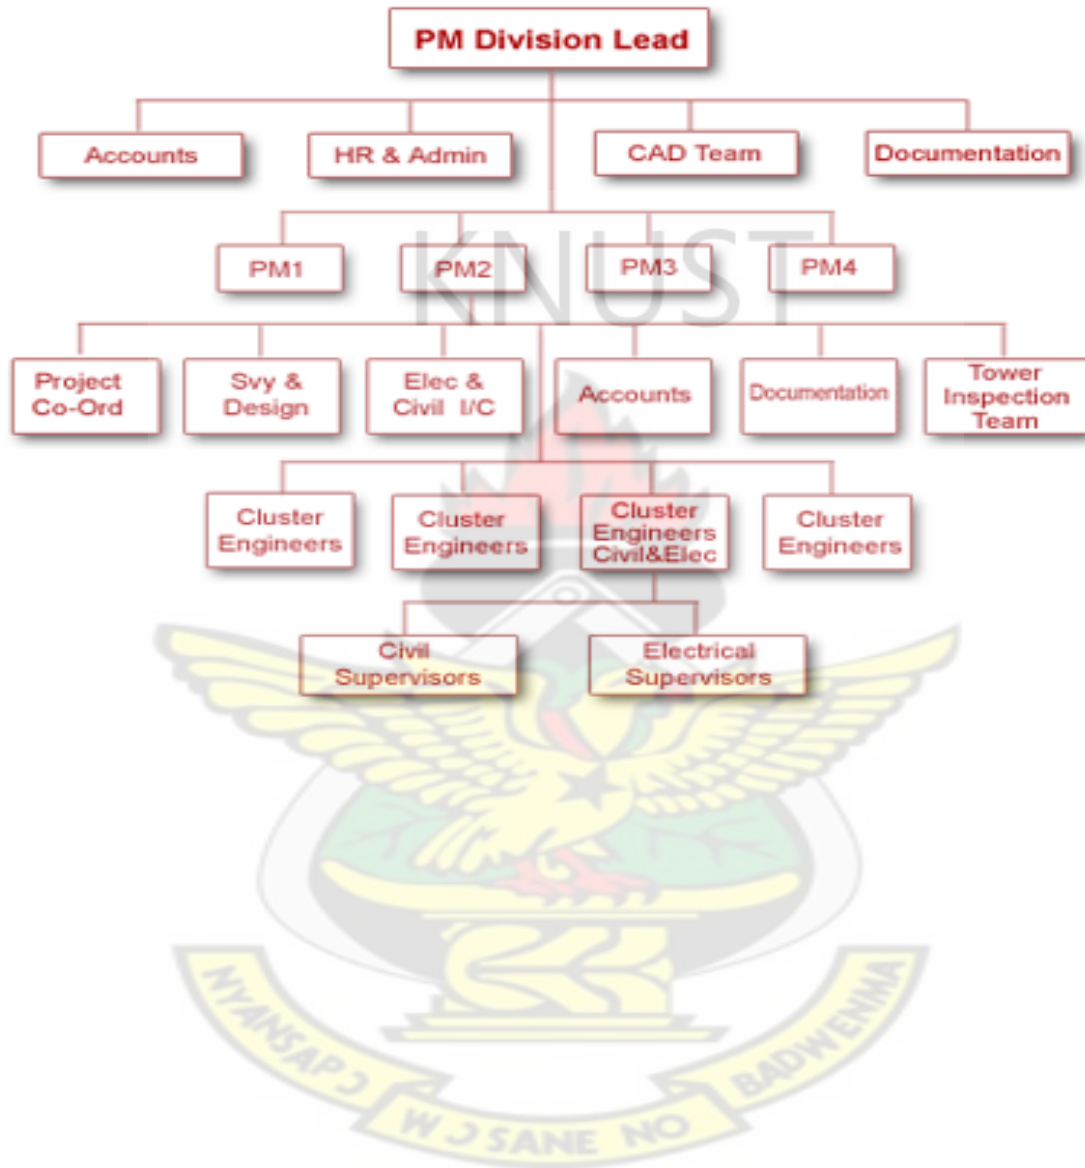 PM Division Lead
Accounts
HR & Admin
CAD Team
Documentation
KNUST
PM1
PM2
PM3
PM4
Project
Co-Ord
Svy &
Design
Elec &
Civil I/C
Accounts
Documentation
Tower
Inspection
Team
Cluster
Engineers
Cluster
Engineers
Cluster
Engineers
Civil&Elec
Cluster
Engineers
Civil
Supervisors
Electrical
Supervisors
NYANSAPƆ
WƆ SANE NO
BADWENMA